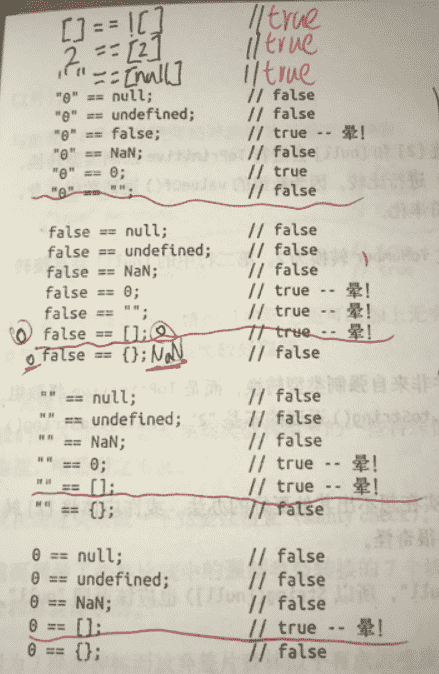 [] == ![] //true
2 == [2] //true
"" == [null] //true
"0" == null; // false
"0" == undefined; // false
"0" == false; // true -- 晕!
"0" == NaN; // false
"0" == 0; // true
"0" == ""; // false
false == null; // false
false == undefined; // false
false == NaN; // false
false == 0; // true -- 晕!
false == ""; // true -- 晕!
0 false == []; 0 // true -- 晕!
0 false == {}; NaN // false
"" == null; // false
"" == undefined; // false
"" == NaN; // false
"" == 0; // true -- 晕!
"" == []; // true -- 晕!
"" == {}; // false
0 == null; // false
0 == undefined; // false
0 == NaN; // false
0 == []; // true -- 晕!
0 == {}; // false